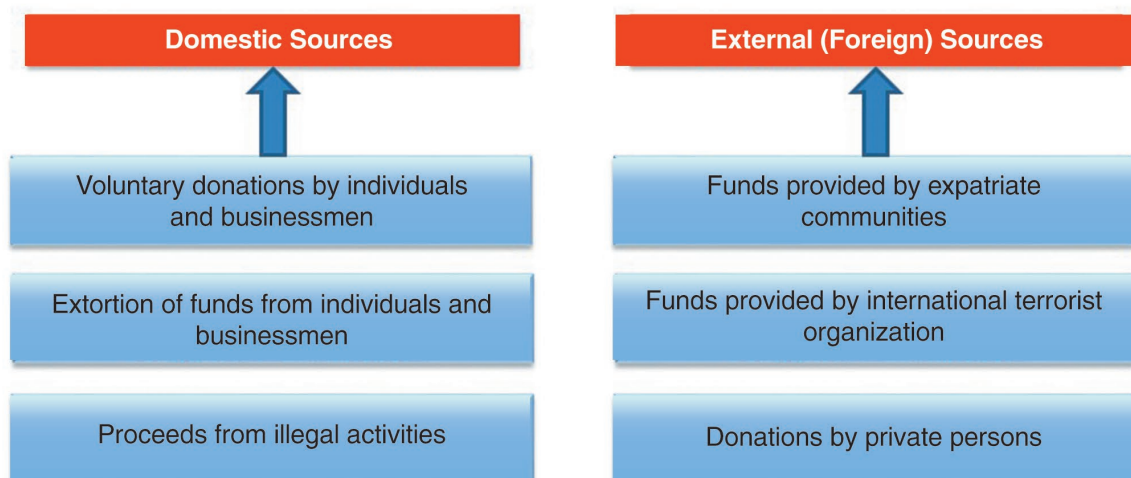 Domestic Sources
Voluntary donations by individuals
and businessmen
Extortion of funds from individuals and
businessmen
Proceeds from illegal activities
External (Foreign) Sources
Funds provided by expatriate
communities
Funds provided by international terrorist
organization
Donations by private persons